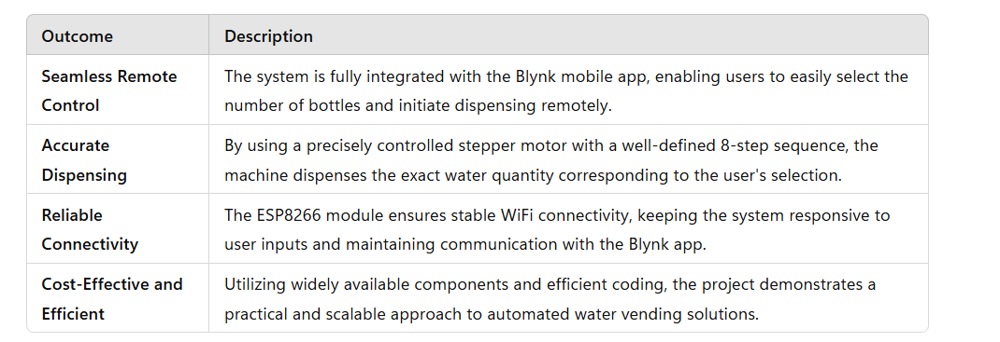 Outcome Description
Seamless Remote Control The system is fully integrated with the Blynk mobile app, enabling users to easily select the
number of bottles and initiate dispensing remotely.
Accurate Dispensing By using a precisely controlled stepper motor with a well-defined 8-step sequence, the
machine dispenses the exact water quantity corresponding to the user's selection.
Reliable Connectivity The ESP8266 module ensures stable WiFi connectivity, keeping the system responsive to
user inputs and maintaining communication with the Blynk app.
Cost-Effective and Efficient Utilizing widely available components and efficient coding, the project demonstrates a
practical and scalable approach to automated water vending solutions.